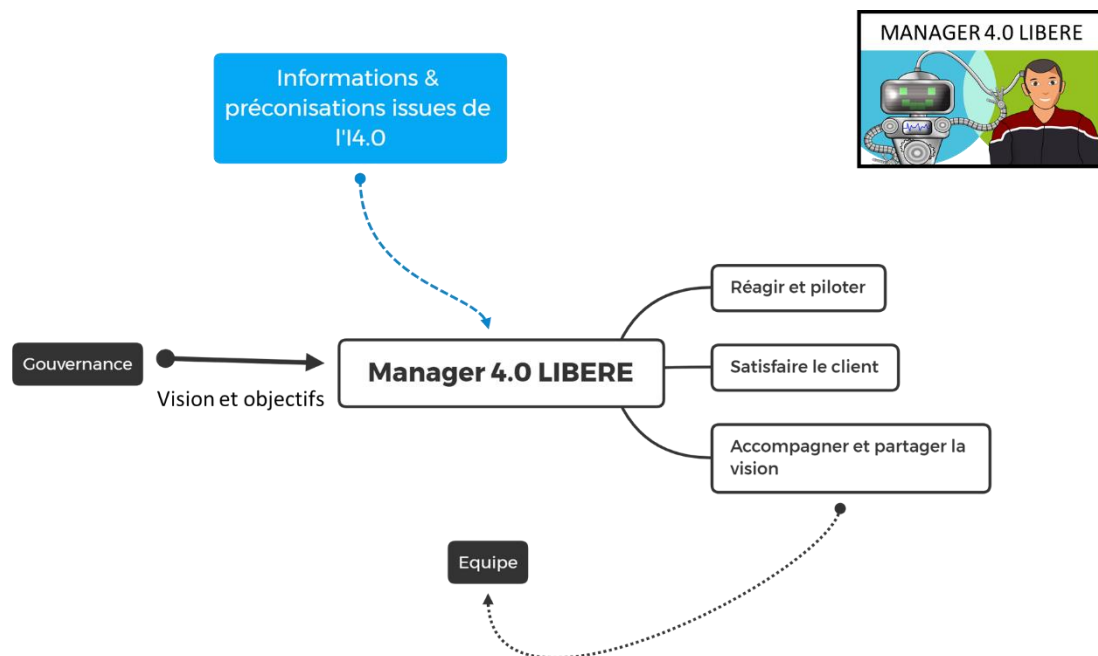 MANAGER 4.0 LIBERE
Informations &
préconisations issues de
l'I4.0
Réagir et piloter
Gouvernance
Vision et objectifs
Manager 4.0 LIBERE
Satisfaire le client
Accompagner et partager la
vision
Equipe